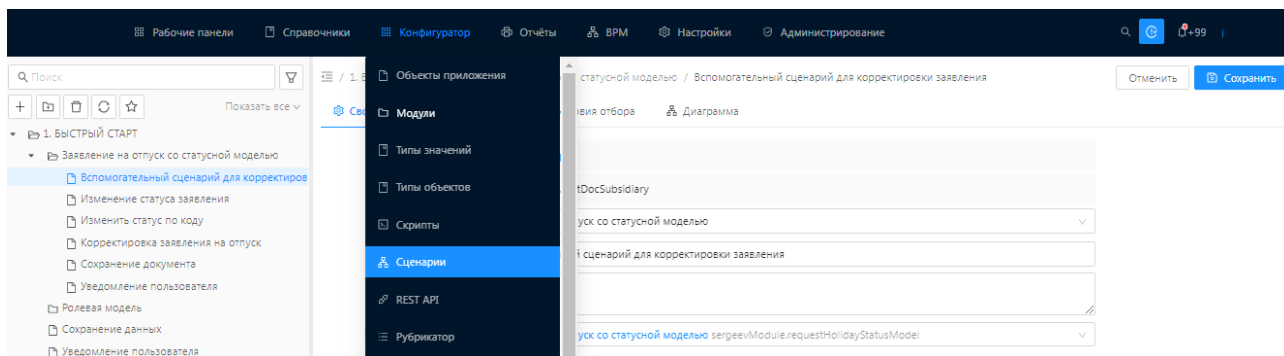 Рабочие панели Справочники Конфигуратор Отчёты BPM Настройки Администрирование +99
Поиск
Показать все
1. БЫСТРЫЙ СТАРТ
Заявление на отпуск со статусной моделью
Вспомогательный сценарий для корректиров
Изменение статуса заявления
Изменить статус по коду
Корректировка заявления на отпуск
Сохранение документа
Уведомление пользователя
Ролевая модель
Сохранение данных
Уведомление пользователя
Объекты приложения
Модули
Типы значений
Типы объектов
Скрипты
Сценарии
REST API
Рубрикатор
/ 1. Б статусной моделью / Вспомогательный сценарий для корректировки заявления
Отменить Сохранить
Сво вия отбора Диаграмма
tDocSubsidiary
уск со статусной моделью
й сценарий для корректировки заявления
уск со статусной моделью sergeevModule.requestHolidayStatusModel